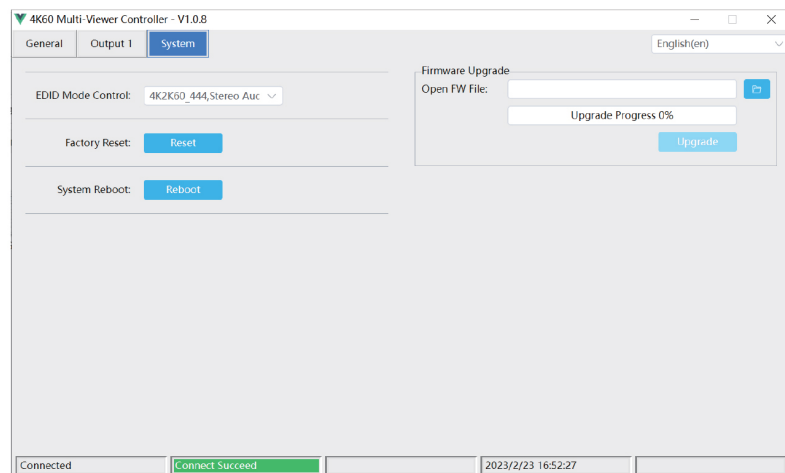 4K60 Multi-Viewer Controller - V1.0.8
General Output 1 System English(en)
Firmware Upgrade
EDID Mode Control: 4K2K60_444,Stereo Auc
Open FW File:
Upgrade Progress 0%
Factory Reset: Reset
Upgrade
System Reboot: Reboot
Connected Connect Succeed 2023/2/23 16:52:27